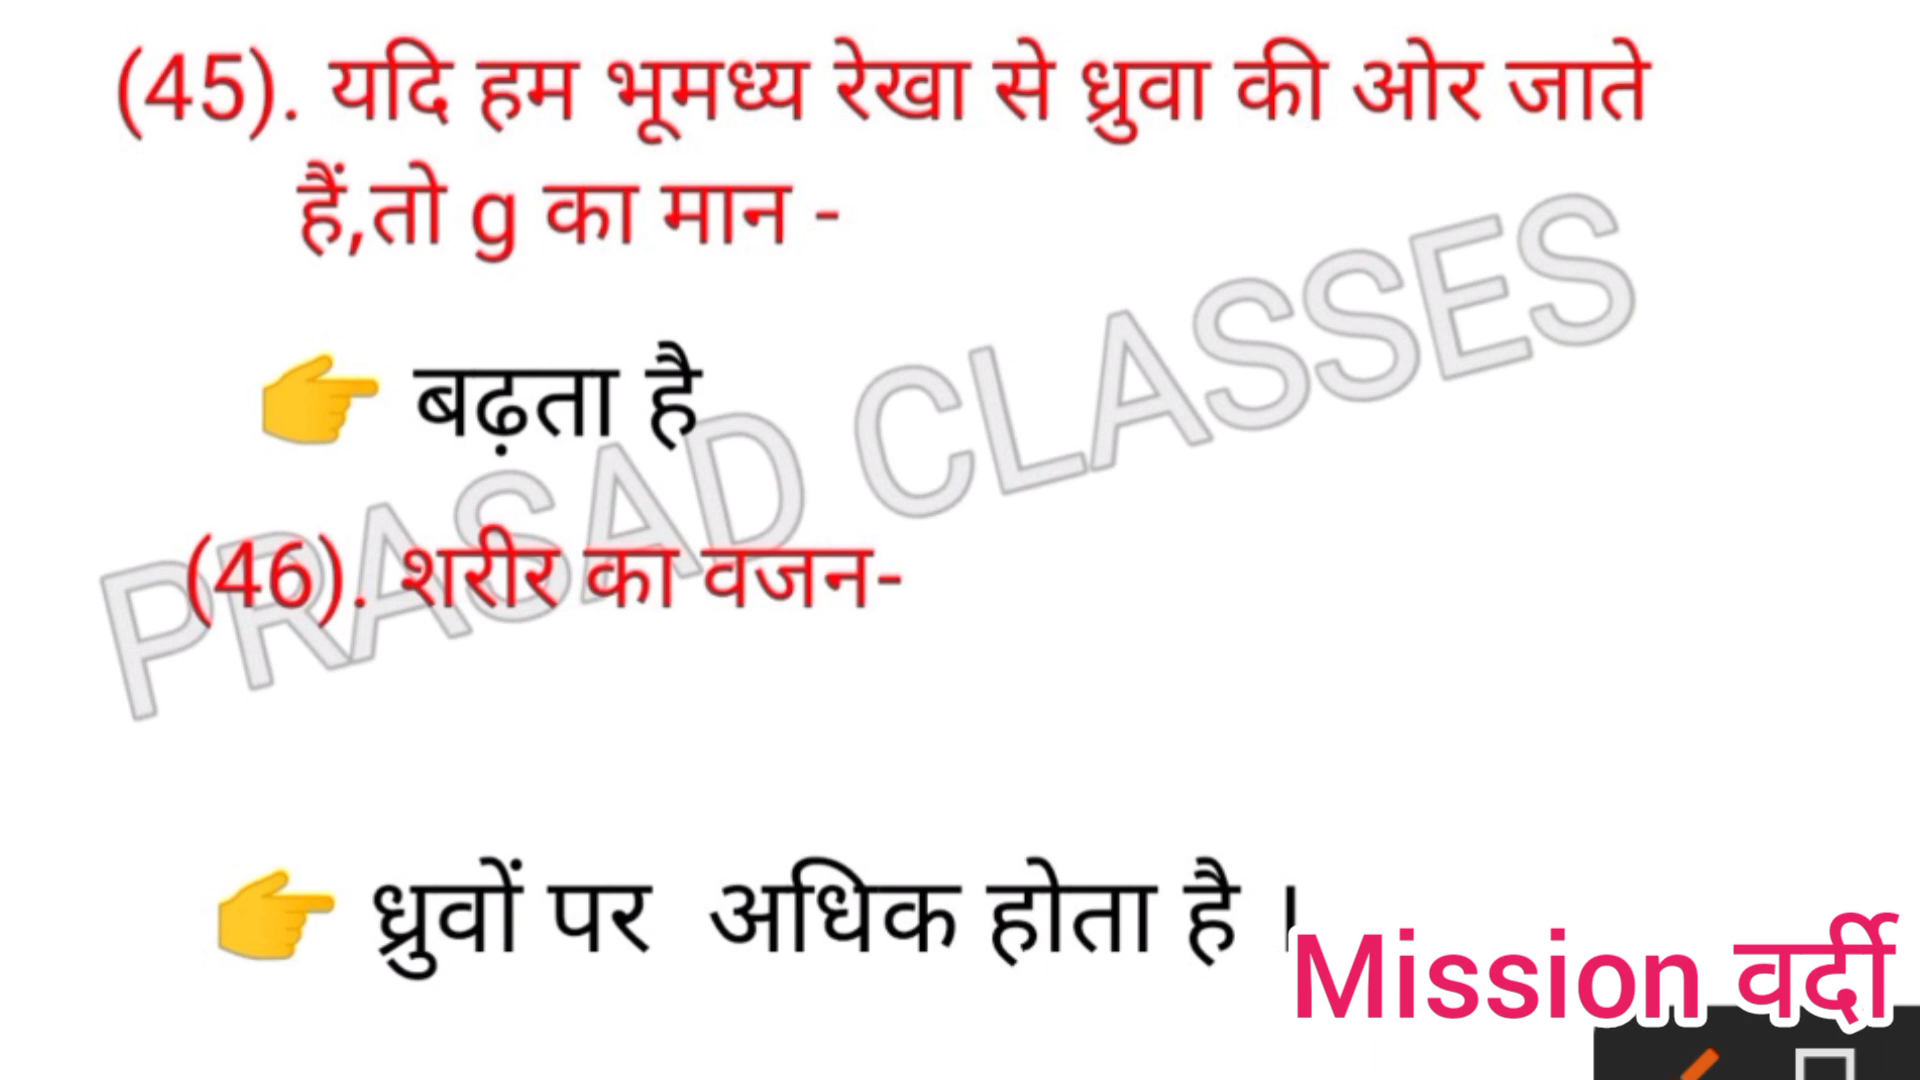 (45). यदि हम भूमध्य रेखा से ध्रुवा की ओर जाते
हैं,तो g का मान -
👉 बढ़ता है
PRASAD CLASSES
(46). शरीर का वजन-
👉 ध्रुवों पर अधिक होता है ।
Mission वर्दी